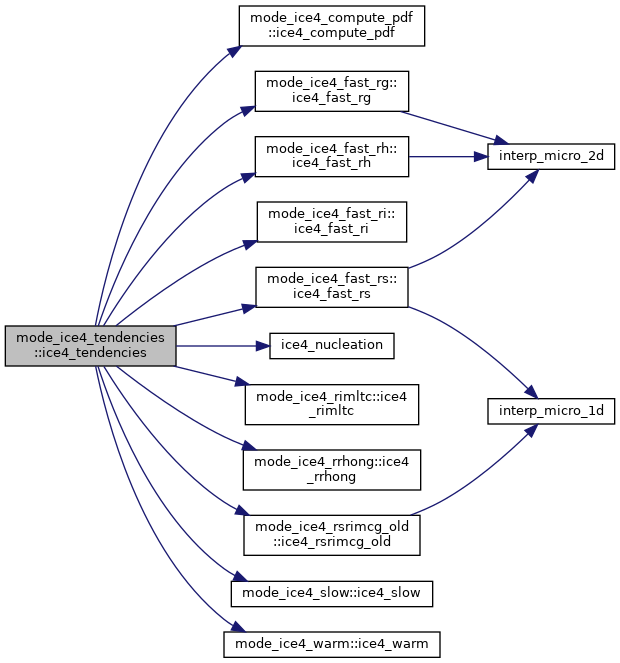 mode_ice4_compute_pdf
::ice4_compute_pdf
mode_ice4_fast_rg::
ice4_fast_rg
mode_ice4_fast_rh::
ice4_fast_rh
mode_ice4_fast_ri::
ice4_fast_ri
mode_ice4_fast_rs::
ice4_fast_rs
mode_ice4_tendencies
::ice4_tendencies
ice4_nucleation
mode_ice4_rimltc::ice4
_rimltc
mode_ice4_rrhong::ice4
_rrhong
mode_ice4_rsrimcg_old
::ice4_rsrimcg_old
mode_ice4_slow::ice4_slow
mode_ice4_warm::ice4_warm
interp_micro_2d
interp_micro_1d